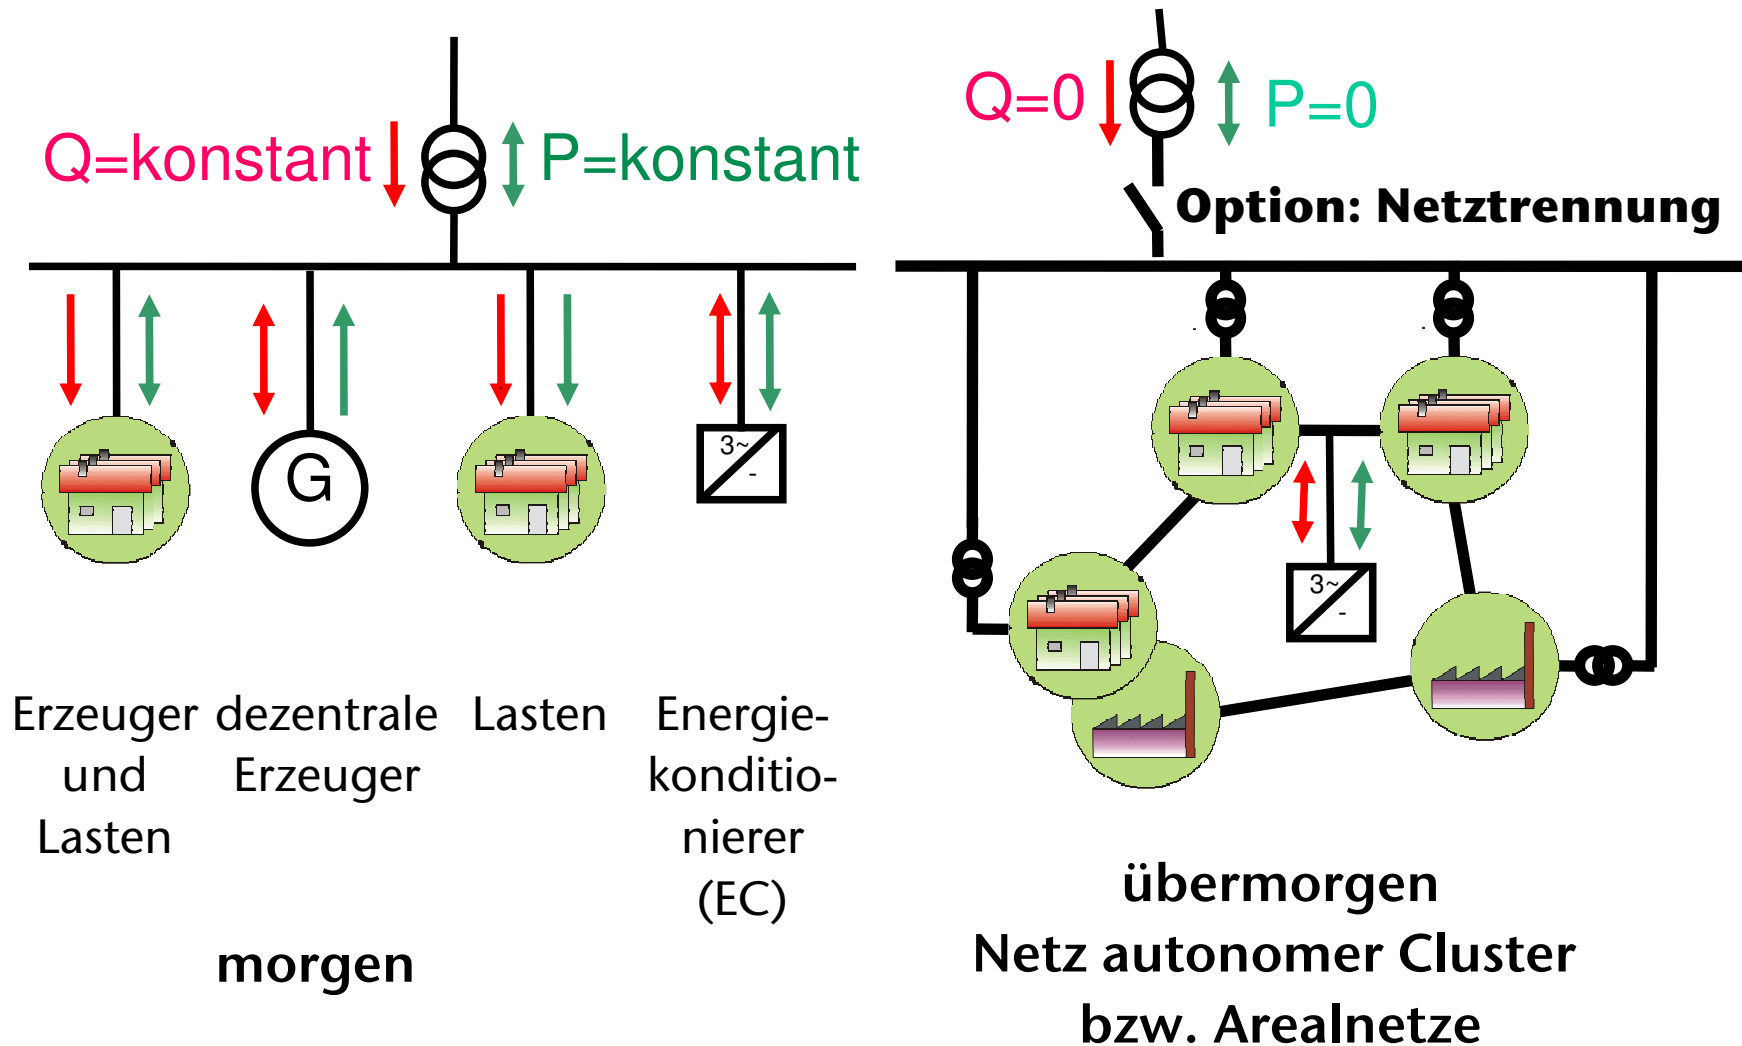 Q=konstant
P=konstant
G
3~
-
Erzeuger
und
Lasten
dezentrale
Erzeuger
Lasten
Energie-
konditio-
nierer
(EC)
morgen
Q=0
P=0
Option: Netztrennung
3~
-
übermorgen
Netz autonomer Cluster
bzw. Arealnetze